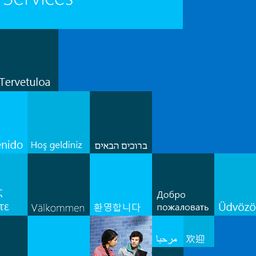 Services
Tervetuloa
enido
Hoş geldiniz
ברוכים הבאים
τε
Välkommen
환영합니다
Добро
пожаловать
Üdvözö
مرحبا
欢迎